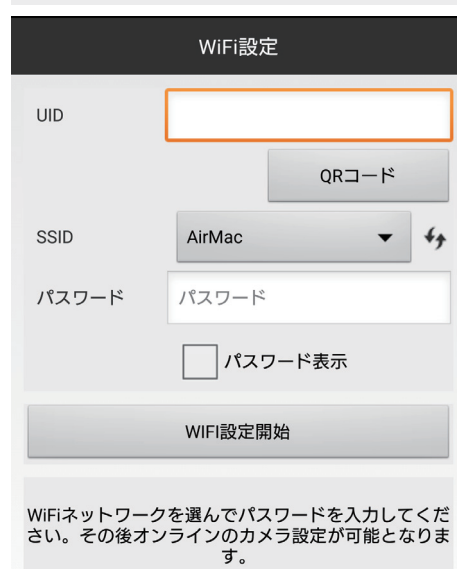 WiFi設定
UID
QRコード
SSID
AirMac
パスワード
パスワード
パスワード表示
WIFI設定開始
WiFiネットワークを選んでパスワードを入力してくだ
さい。その後オンラインのカメラ設定が可能となりま
す。